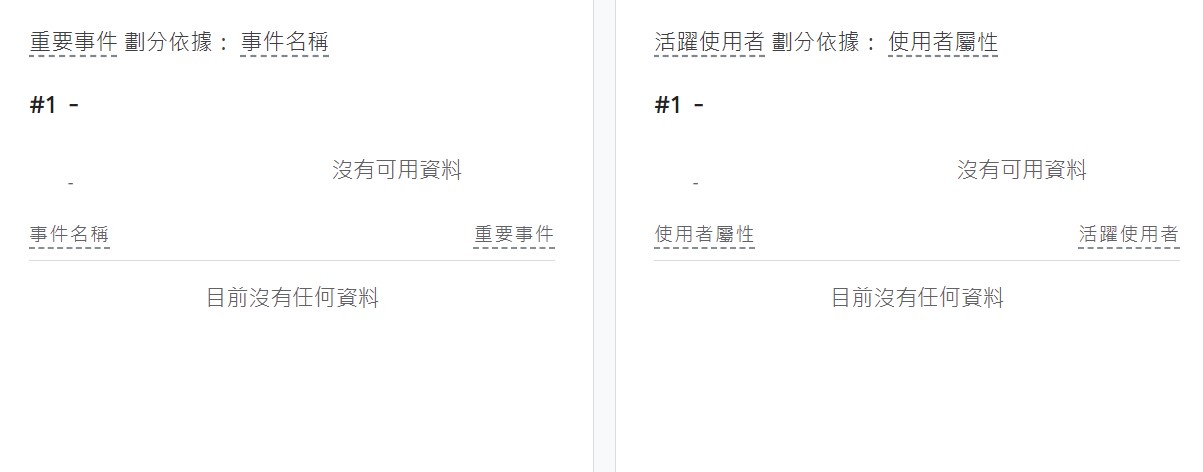 重要事件 劃分依據： 事件名稱
#1 -
沒有可用資料
-
事件名稱 重要事件
目前沒有任何資料
活躍使用者 劃分依據： 使用者屬性
#1 -
沒有可用資料
-
使用者屬性 活躍使用者
目前沒有任何資料